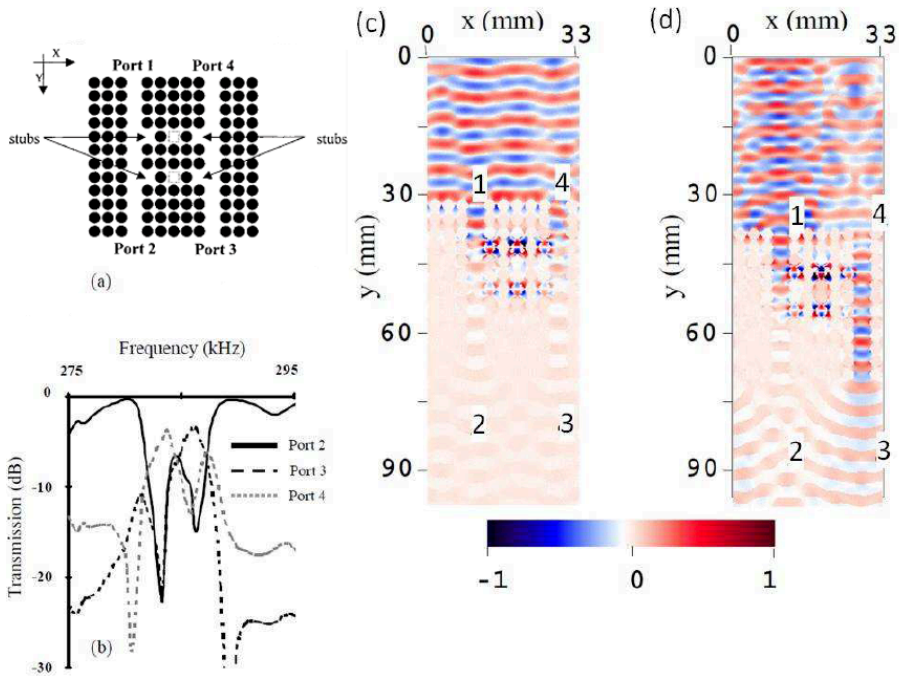 X
Y
Port 1 Port 4
stubs stubs
Port 2 Port 3
(a)
Frequency (kHz)
275 295
0
-10
-20
-30
Transmission (dB)
Port 2
Port 3
Port 4
(b)
(c)
x (mm)
0 33
0
30
60
90
y (mm)
1 4
2 3
(d)
x (mm)
0 33
0
30
60
90
y (mm)
1 4
2 3
-1 0 1